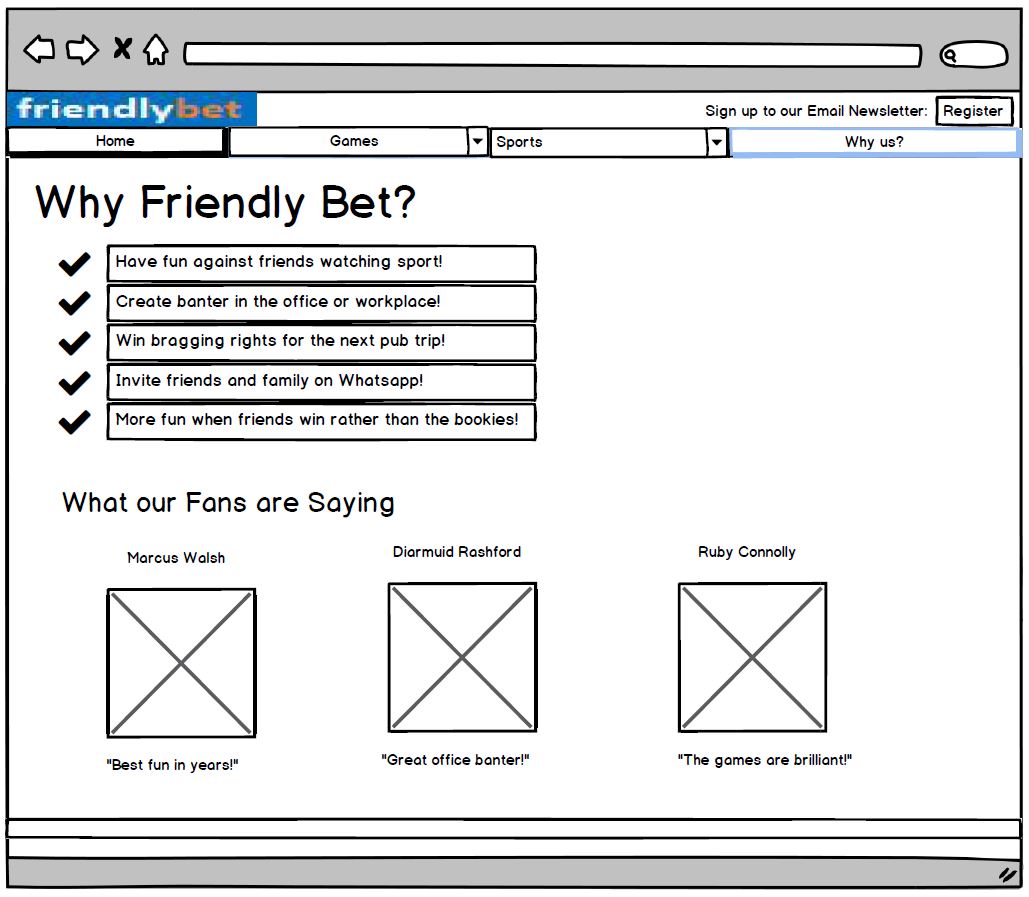 friendlybet
Sign up to our Email Newsletter: Register
Home Games Sports Why us?
Why Friendly Bet?
Have fun against friends watching sport!
Create banter in the office or workplace!
Win bragging rights for the next pub trip!
Invite friends and family on Whatsapp!
More fun when friends win rather than the bookies!
What our Fans are Saying
Marcus Walsh Diarmuid Rashford Ruby Connolly
"Best fun in years!" "Great office banter!" "The games are brilliant!"